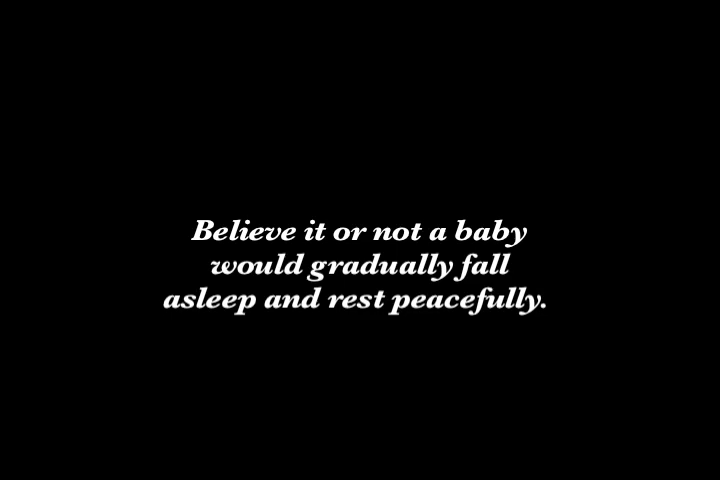 Believe it or not a baby
would gradually fall
asleep and rest peacefully.